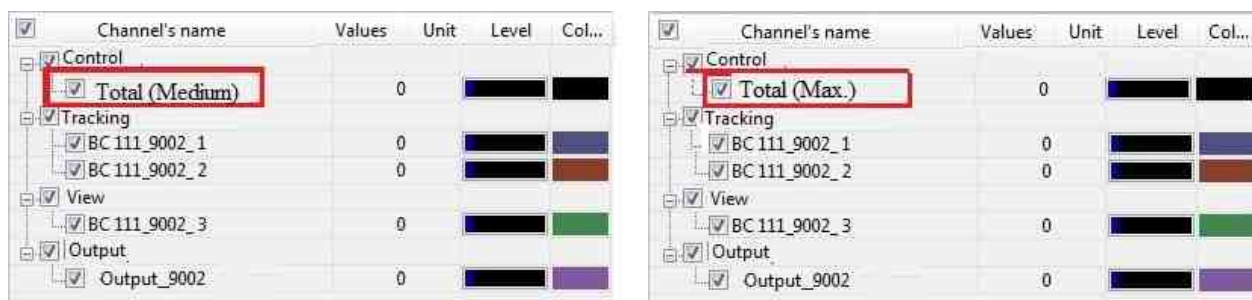 Channel's name Values Unit Level Col...
Control
Total (Medium) 0
Tracking
BC 111_9002_1 0
BC 111_9002_2 0
View
BC 111_9002_3 0
Output
Output_9002 0
Channel's name Values Unit Level Col...
Control
Total (Max.) 0
Tracking
BC 111_9002_1 0
BC 111_9002_2 0
View
BC 111_9002_3 0
Output
Output_9002 0